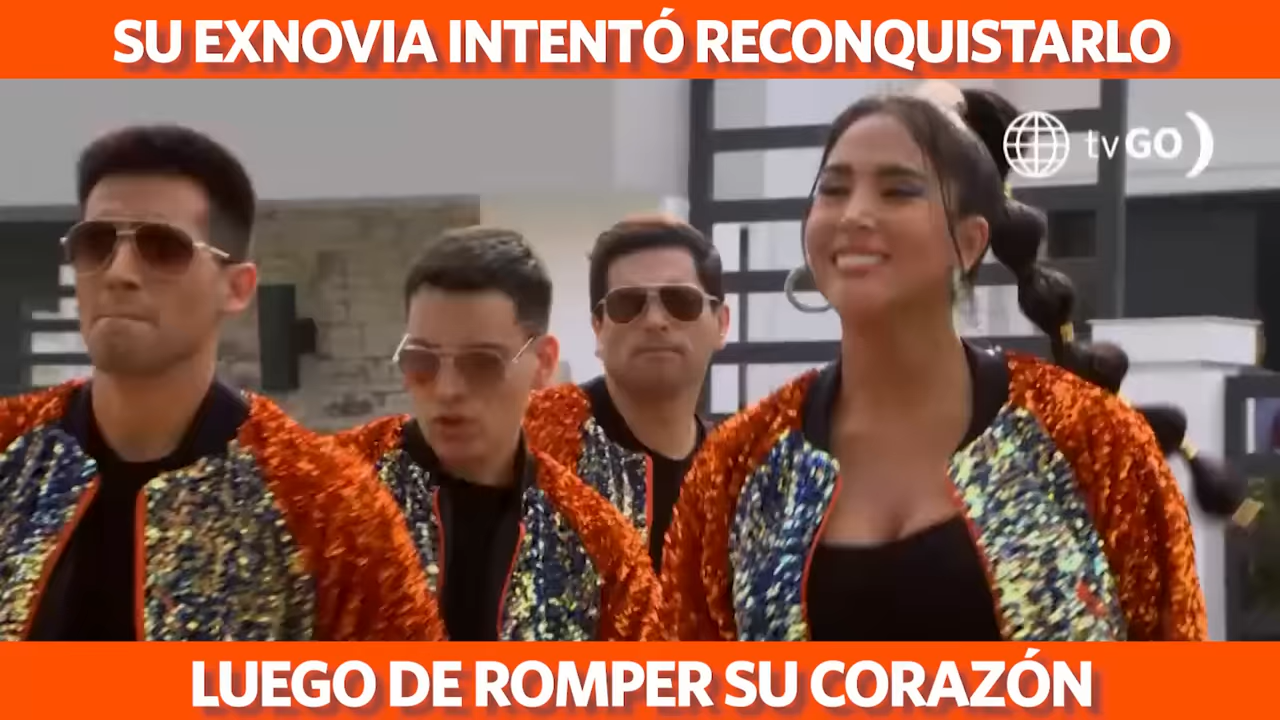 SU EXNOVIA INTENTÓ RECONQUISTARLO
tvGO
LUEGO DE ROMPER SU CORAZÓN